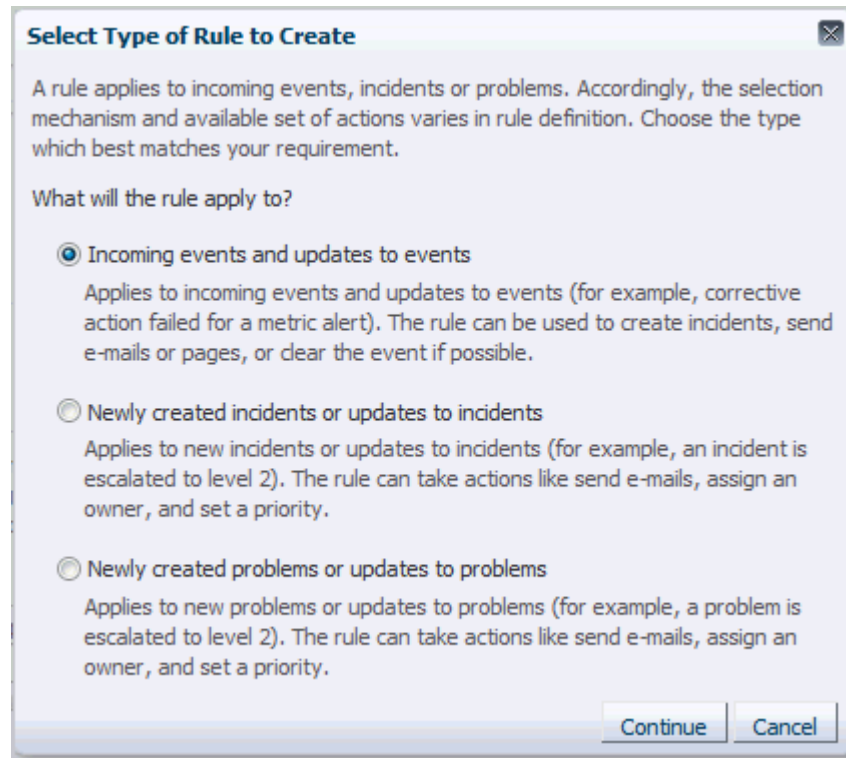 Select Type of Rule to Create
A rule applies to incoming events, incidents or problems. Accordingly, the selection
mechanism and available set of actions varies in rule definition. Choose the type
which best matches your requirement.
What will the rule apply to?
Incoming events and updates to events
Applies to incoming events and updates to events (for example, corrective
action failed for a metric alert). The rule can be used to create incidents, send
e-mails or pages, or clear the event if possible.
Newly created incidents or updates to incidents
Applies to new incidents or updates to incidents (for example, an incident is
escalated to level 2). The rule can take actions like send e-mails, assign an
owner, and set a priority.
Newly created problems or updates to problems
Applies to new problems or updates to problems (for example, a problem is
escalated to level 2). The rule can take actions like send e-mails, assign an
owner, and set a priority.
Continue Cancel